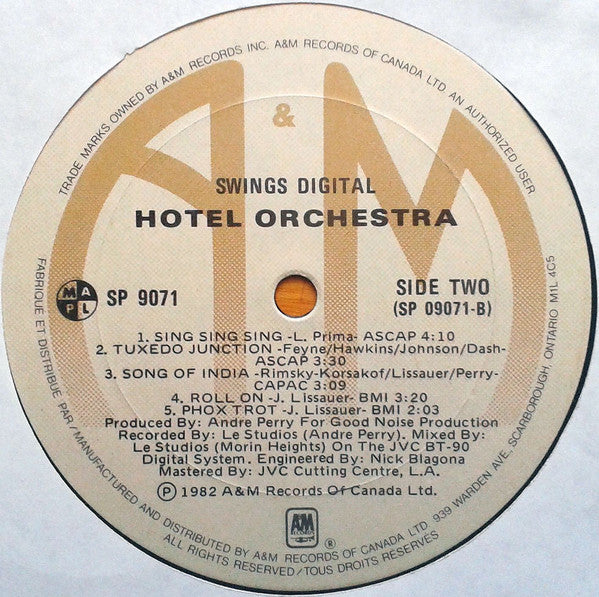 TRADE MARKS OWNED BY A&M RECORDS INC. A&M RECORDS OF CANADA LTD AN AUTHORIZED USER
A & M
SWINGS DIGITAL
HOTEL ORCHESTRA
MAPL SP 9071
SIDE TWO
(SP 09071-B)
1. SING SING SING -L. Prima- ASCAP 4:10
2. TUXEDO JUNCTION -Feyne/Hawkins/Johnson/Dash-
ASCAP 3:30
3. SONG OF INDIA -Rimsky-Korsakof/Lissauer/Perry-
CAPAC 3:09
4. ROLL ON -J. Lissauer- BMI 3:20
5. PHOX TROT -J. Lissauer- BMI 2:03
Produced By: Andre Perry For Good Noise Production
Recorded By: Le Studios (Andre Perry). Mixed By:
Le Studios (Morin Heights) On The JVC BT-90
Digital System. Engineered By: Nick Blagona
Mastered By: JVC Cutting Centre, L.A.
Ⓟ 1982 A&M Records Of Canada Ltd.
A&M
RECORDS
®
FABRIQUÉ ET DISTRIBUÉ PAR / MANUFACTURED AND DISTRIBUTED BY A&M RECORDS OF CANADA LTD. 939 WARDEN AVE, SCARBOROUGH, ONTARIO M1L 4C5
ALL RIGHTS RESERVED/TOUS DROITS RESERVÉS